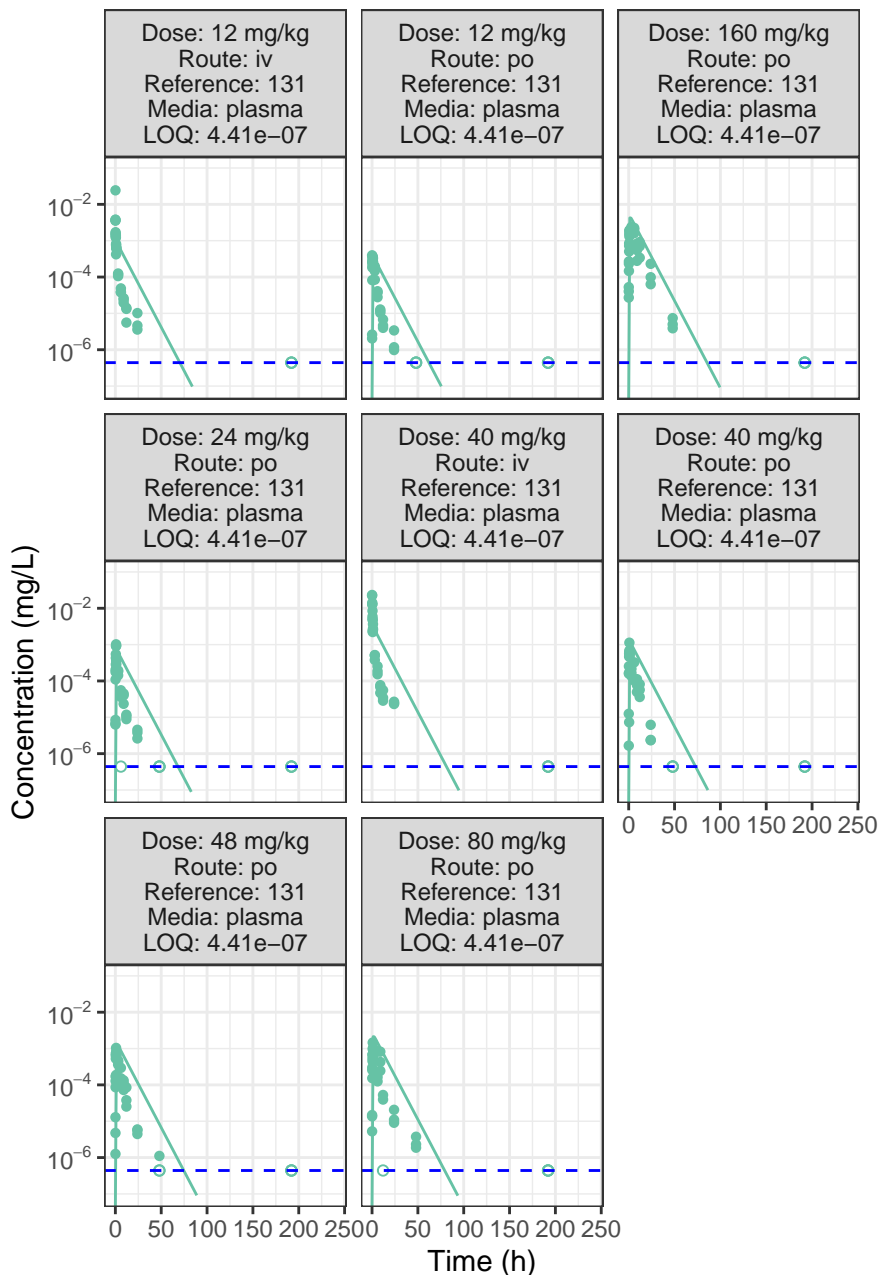 Dose: 12 mg/kg
Route: iv
Reference: 131
Media: plasma
LOQ: 4.41e−07
Dose: 12 mg/kg
Route: po
Reference: 131
Media: plasma
LOQ: 4.41e−07
Dose: 160 mg/kg
Route: po
Reference: 131
Media: plasma
LOQ: 4.41e−07
10⁻²
10⁻⁴
10⁻⁶
Dose: 24 mg/kg
Route: po
Reference: 131
Media: plasma
LOQ: 4.41e−07
Dose: 40 mg/kg
Route: iv
Reference: 131
Media: plasma
LOQ: 4.41e−07
Dose: 40 mg/kg
Route: po
Reference: 131
Media: plasma
LOQ: 4.41e−07
Concentration (mg/L)
10⁻²
10⁻⁴
10⁻⁶
0 50 100 150 200 250
Dose: 48 mg/kg
Route: po
Reference: 131
Media: plasma
LOQ: 4.41e−07
Dose: 80 mg/kg
Route: po
Reference: 131
Media: plasma
LOQ: 4.41e−07
10⁻²
10⁻⁴
10⁻⁶
0 50 100 150 200 250
0 50 100 150 200 250
Time (h)